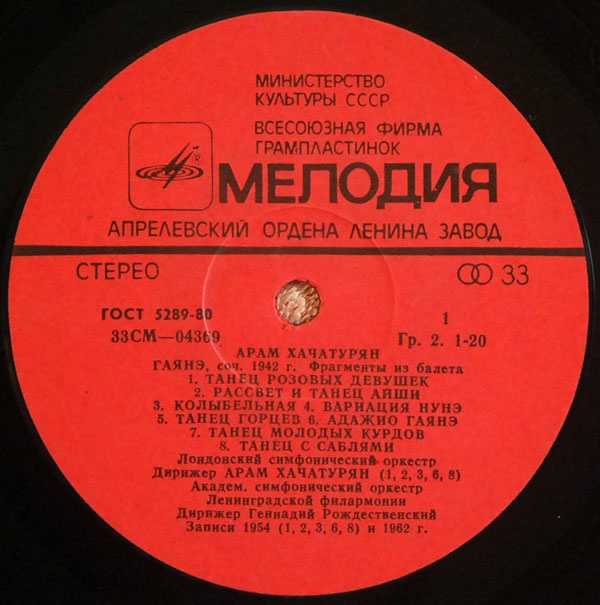 МИНИСТЕРСТВО
КУЛЬТУРЫ СССР
ВСЕСОЮЗНАЯ ФИРМА
ГРАМПЛАСТИНОК
®
МЕЛОДИЯ
АПРЕЛЕВСКИЙ ОРДЕНА ЛЕНИНА ЗАВОД
СТЕРЕО 33
ГОСТ 5289-80 1
33СМ—04369 Гр. 2. 1-20
АРАМ ХАЧАТУРЯН
ГАЯНЭ, соч. 1942 г. Фрагменты из балета
1. ТАНЕЦ РОЗОВЫХ ДЕВУШЕК
2. РАССВЕТ И ТАНЕЦ АЙШИ
3. КОЛЫБЕЛЬНАЯ 4. ВАРИАЦИЯ НУНЭ
5. ТАНЕЦ ГОРЦЕВ 6. АДАЖИО ГАЯНЭ
7. ТАНЕЦ МОЛОДЫХ КУРДОВ
8. ТАНЕЦ С САБЛЯМИ
Лондонский симфонический оркестр
Дирижер АРАМ ХАЧАТУРЯН (1, 2, 3, 6, 8)
Академ. симфонический оркестр
Ленинградской филармонии
Дирижер Геннадий Рождественский
Записи 1954 (1, 2, 3, 6, 8) и 1962 г.